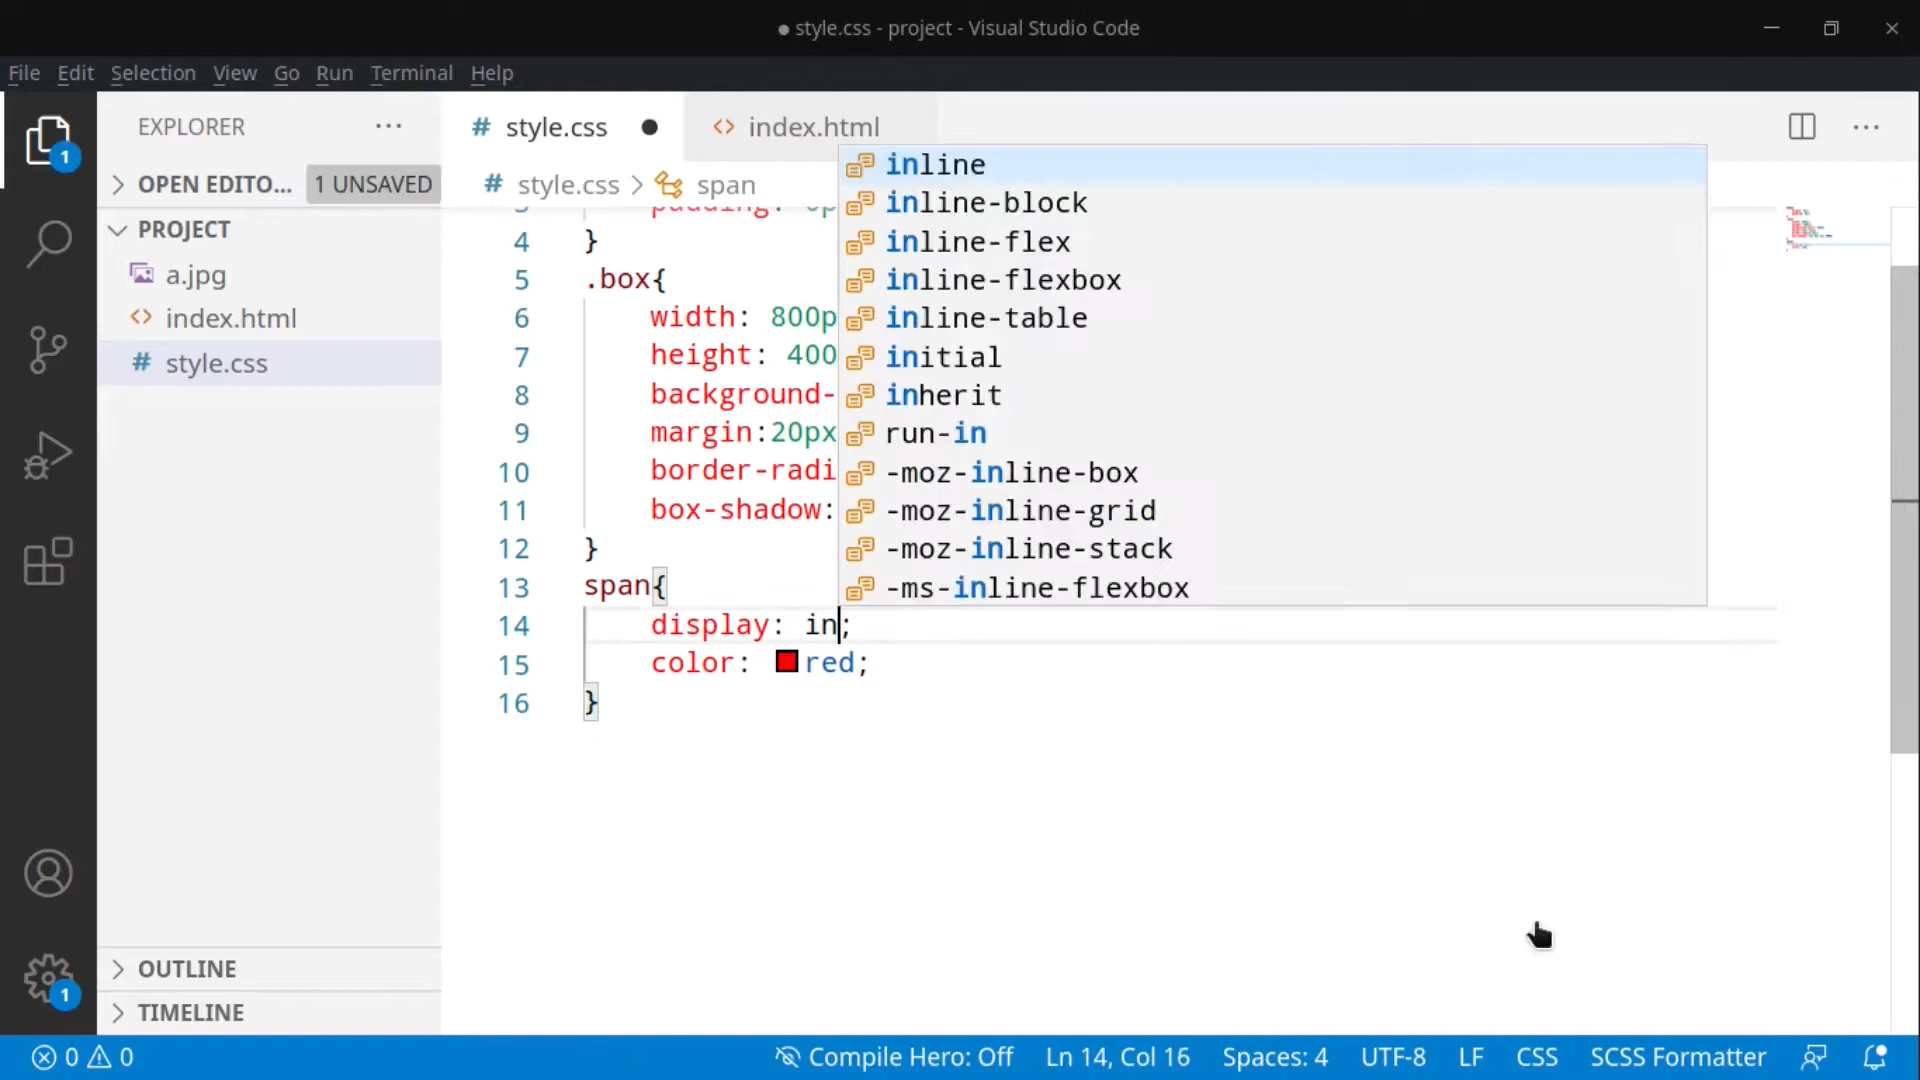 ● style.css - project - Visual Studio Code
File Edit Selection View Go Run Terminal Help
EXPLORER ···
# style.css ●
<> index.html
> OPEN EDITO... 1 UNSAVED
# style.css > span
PROJECT
a.jpg
<> index.html
# style.css
OUTLINE
TIMELINE
1
1
3 padding: 0p
4 }
5 .box{
6 width: 800p
7 height: 400
8 background-
9 margin:20px
10 border-radi
11 box-shadow:
12 }
13 span{
14 display: in;
15 color: red;
16 }
inline
inline-block
inline-flex
inline-flexbox
inline-table
initial
inherit
run-in
-moz-inline-box
-moz-inline-grid
-moz-inline-stack
-ms-inline-flexbox
0 0
Compile Hero: Off Ln 14, Col 16 Spaces: 4 UTF-8 LF CSS SCSS Formatter